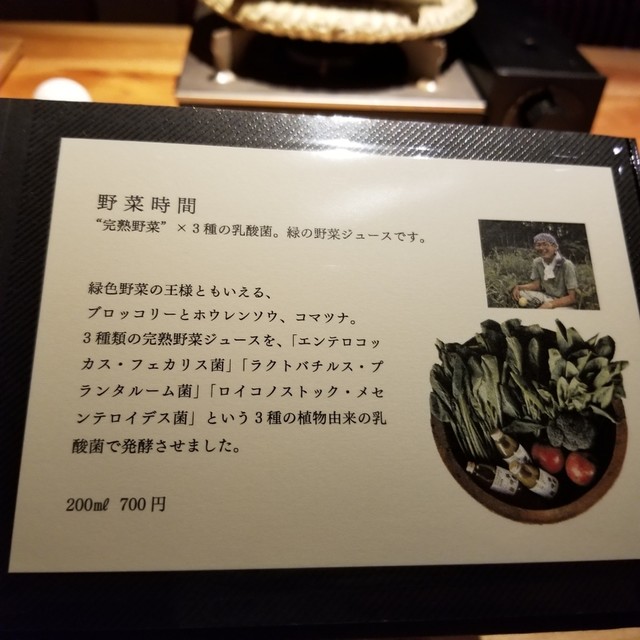 野菜時間
“完熟野菜”×3種の乳酸菌。緑の野菜ジュースです。
緑色野菜の王様ともいえる、
ブロッコリーとホウレンソウ、コマツナ。
3種類の完熟野菜ジュースを、「エンテロコッ
カス・フェカリス菌」「ラクトバチルス・プ
ランタルーム菌」「ロイコノストック・メセ
ンテロイデス菌」という3種の植物由来の乳
酸菌で発酵させました。
200㎖ 700円